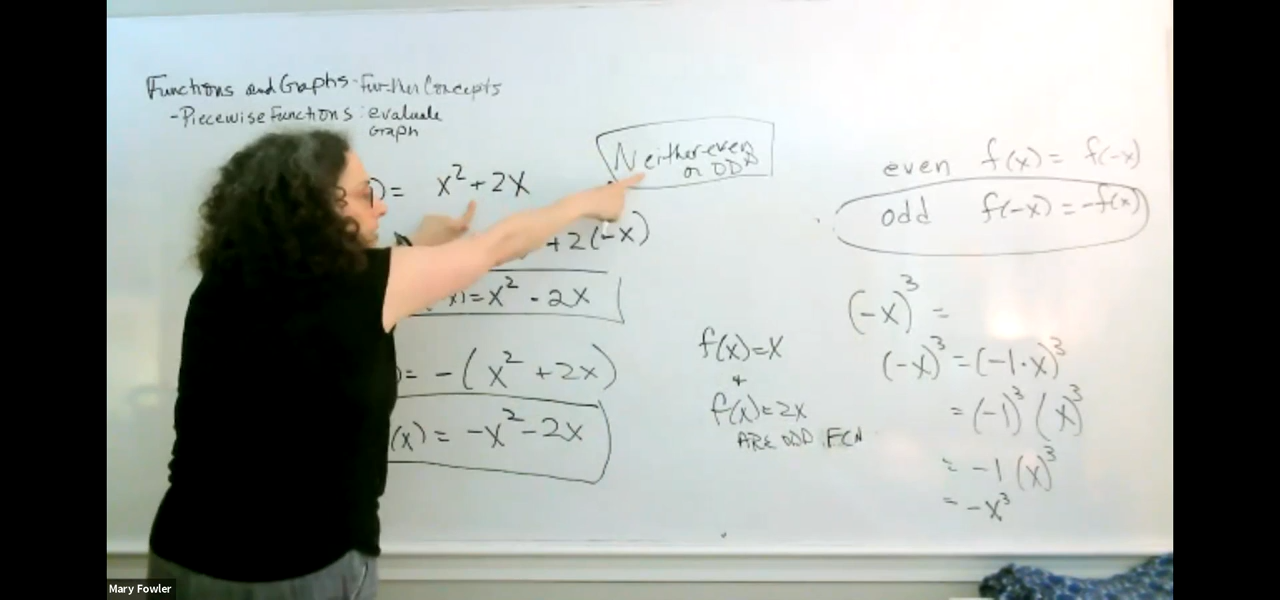 Functions and Graphs - Further Concepts
- Piecewise Functions : evaluate
Graph
)= x² + 2x
+ 2(-x)
x)= x² - 2x
)= -( x² + 2x )
(x) = -x² - 2x
Neither even
or ODD
f(x)=x
+
f(x)=2x
ARE ODD FCN
even f(x)= f(-x)
odd f(-x) = -f(x)
(-x)³ =
(-x)³ = (-1·x)³
= (-1)³ (x)³
= -1 (x)³
= -x³
Mary Fowler